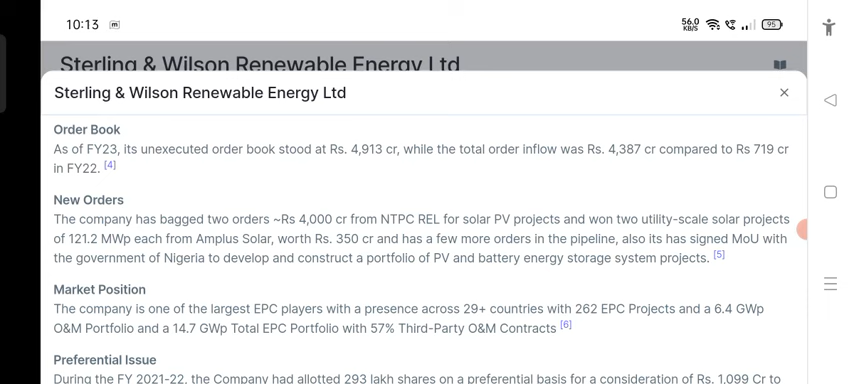 10:13
56.0
KB/S
95
Sterling & Wilson Renewable Energy Ltd
Sterling & Wilson Renewable Energy Ltd
Order Book
As of FY23, its unexecuted order book stood at Rs. 4,913 cr, while the total order inflow was Rs. 4,387 cr compared to Rs 719 cr
in FY22. [4]
New Orders
The company has bagged two orders ~Rs 4,000 cr from NTPC REL for solar PV projects and won two utility-scale solar projects
of 121.2 MWp each from Amplus Solar, worth Rs. 350 cr and has a few more orders in the pipeline, also its has signed MoU with
the government of Nigeria to develop and construct a portfolio of PV and battery energy storage system projects. [5]
Market Position
The company is one of the largest EPC players with a presence across 29+ countries with 262 EPC Projects and a 6.4 GWp
O&M Portfolio and a 14.7 GWp Total EPC Portfolio with 57% Third-Party O&M Contracts [6]
Preferential Issue
During the FY 2021-22, the Company had allotted 293 lakh shares on a preferential basis for a consideration of Rs. 1,099 Cr to